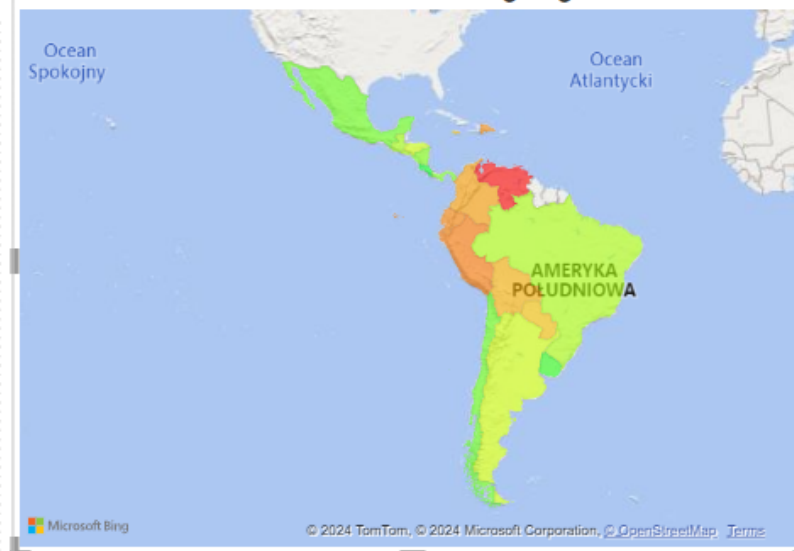 Ocean
Spokojny
Ocean
Atlantycki
AMERYKA
POŁUDNIOWA
Microsoft Bing
© 2024 TomTom, © 2024 Microsoft Corporation, © OpenStreetMap Terms